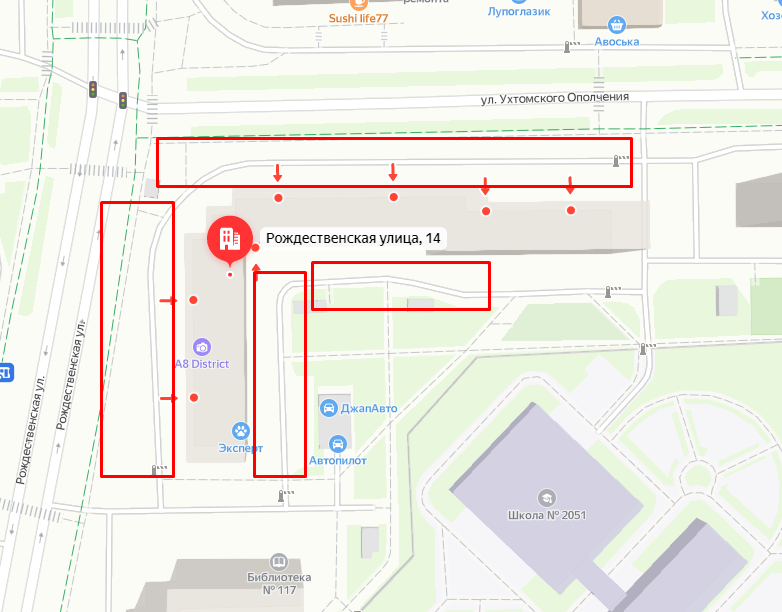 ремонта
Sushi life77
Лупоглазик
Хозя
Авоська
ул. Ухтомского Ополчения
Рождественская улица, 14
A8 District
Рождественская ул.
Рождественская ул.
ДжапАвто
Эксперт
Автопилот
Школа № 2051
Библиотека
№ 117